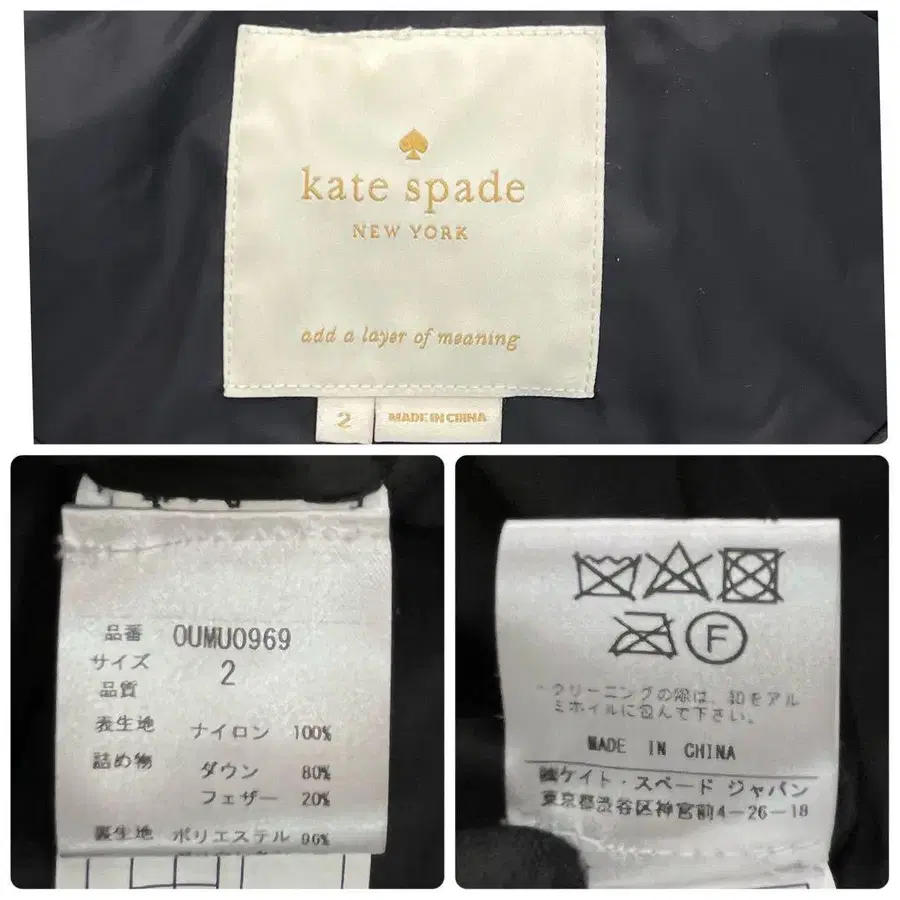 kate spade
NEW YORK
add a layer of meaning
2
MADE IN CHINA
品番 0UMU0969
サイズ 2
品質
表生地 ナイロン 100%
詰め物 ダウン 80%
フェザー 20%
裏生地 ポリエステル 96%
F
クリーニングの際は、釦をアル
ミホイルに包んで下さい。
MADE IN CHINA
㈱ケイト・スペード ジャパン
東京都渋谷区神宮前4-26-18